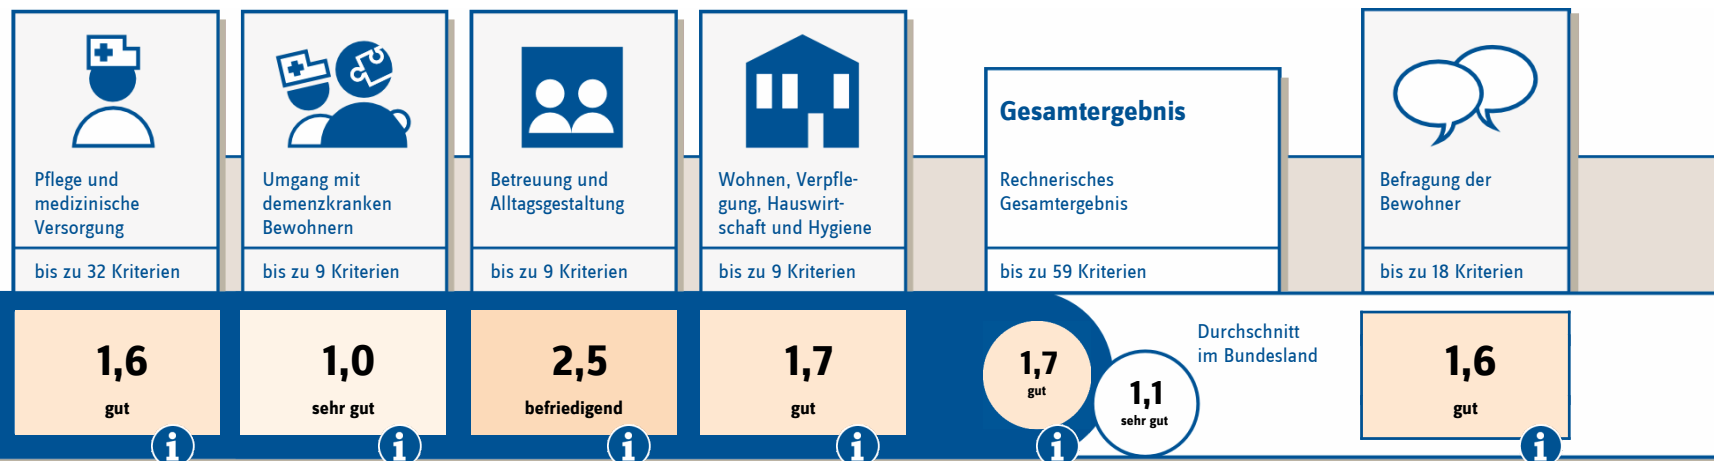 Pflege und
medizinische
Versorgung
bis zu 32 Kriterien
1,6
gut
i
Umgang mit
demenzkranken
Bewohnern
bis zu 9 Kriterien
1,0
sehr gut
i
Betreuung und
Alltagsgestaltung
bis zu 9 Kriterien
2,5
befriedigend
i
Wohnen, Verpfle-
gung, Hauswirt-
schaft und Hygiene
bis zu 9 Kriterien
1,7
gut
i
Gesamtergebnis
Rechnerisches
Gesamtergebnis
bis zu 59 Kriterien
1,7
gut
i
Durchschnitt
im Bundesland
1,1
sehr gut
Befragung der
Bewohner
bis zu 18 Kriterien
1,6
gut
i